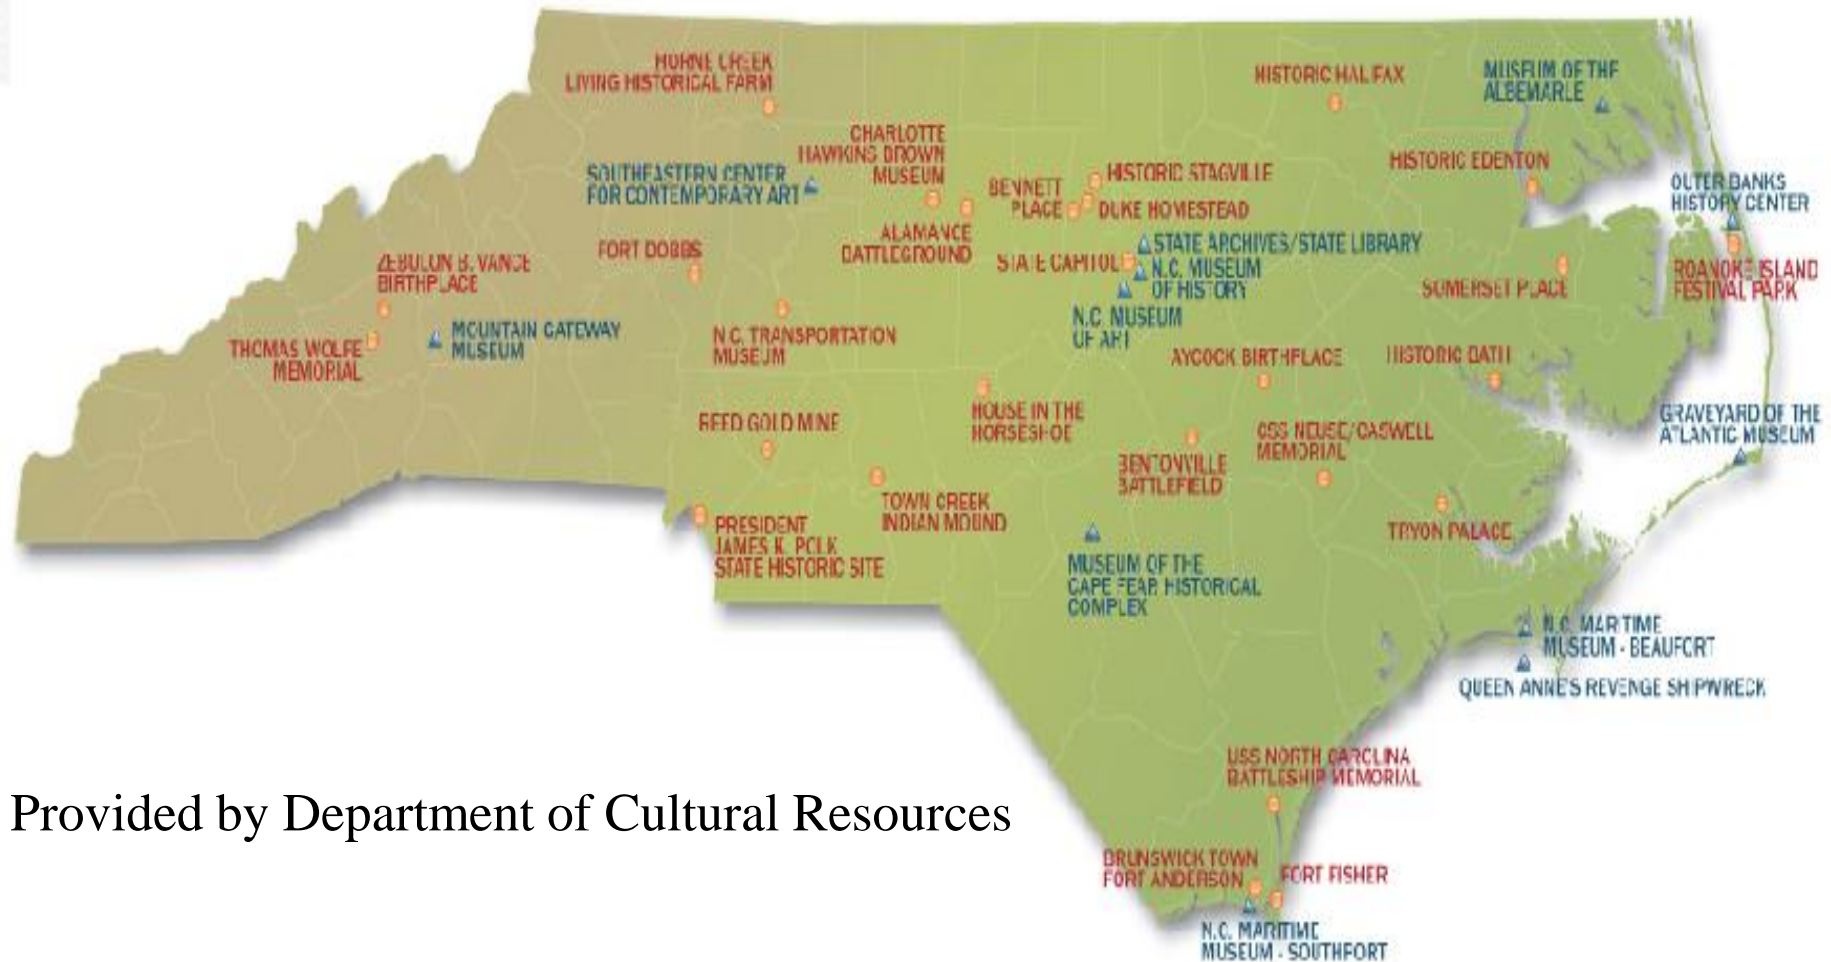 HORNE CREEK
LIVING HISTORICAL FARM
HISTORIC HALIFAX
MUSEUM OF THE
ALBEMARLE
CHARLOTTE
HAWKINS BROWN
MUSEUM
SOUTHEASTERN CENTER
FOR CONTEMPORARY ART
BENNETT
PLACE
HISTORIC STAGVILLE
DUKE HOMESTEAD
HISTORIC EDENTON
OUTER BANKS
HISTORY CENTER
ALAMANCE
BATTLEGROUND
FORT DOBBS
ZEBULON B. VANCE
BIRTHPLACE
STATE CAPITOL
STATE ARCHIVES/STATE LIBRARY
N.C. MUSEUM
OF HISTORY
N.C. MUSEUM
OF ART
SOMERSET PLACE
ROANOKE ISLAND
FESTIVAL PARK
THOMAS WOLFE
MEMORIAL
MOUNTAIN GATEWAY
MUSEUM
N.C. TRANSPORTATION
MUSEUM
AYCOCK BIRTHPLACE
HISTORIC BATH
REED GOLD MINE
HOUSE IN THE
HORSESHOE
CSS NEUSE/CASWELL
MEMORIAL
GRAVEYARD OF THE
ATLANTIC MUSEUM
BENTONVILLE
BATTLEFIELD
TOWN CREEK
INDIAN MOUND
PRESIDENT
JAMES K. POLK
STATE HISTORIC SITE
TRYON PALACE
MUSEUM OF THE
CAPE FEAR HISTORICAL
COMPLEX
N.C. MARITIME
MUSEUM - BEAUFORT
QUEEN ANNE'S REVENGE SHIPWRECK
USS NORTH CAROLINA
BATTLESHIP MEMORIAL
Provided by Department of Cultural Resources
BRUNSWICK TOWN
FORT ANDERSON
FORT FISHER
N.C. MARITIME
MUSEUM - SOUTHPORT